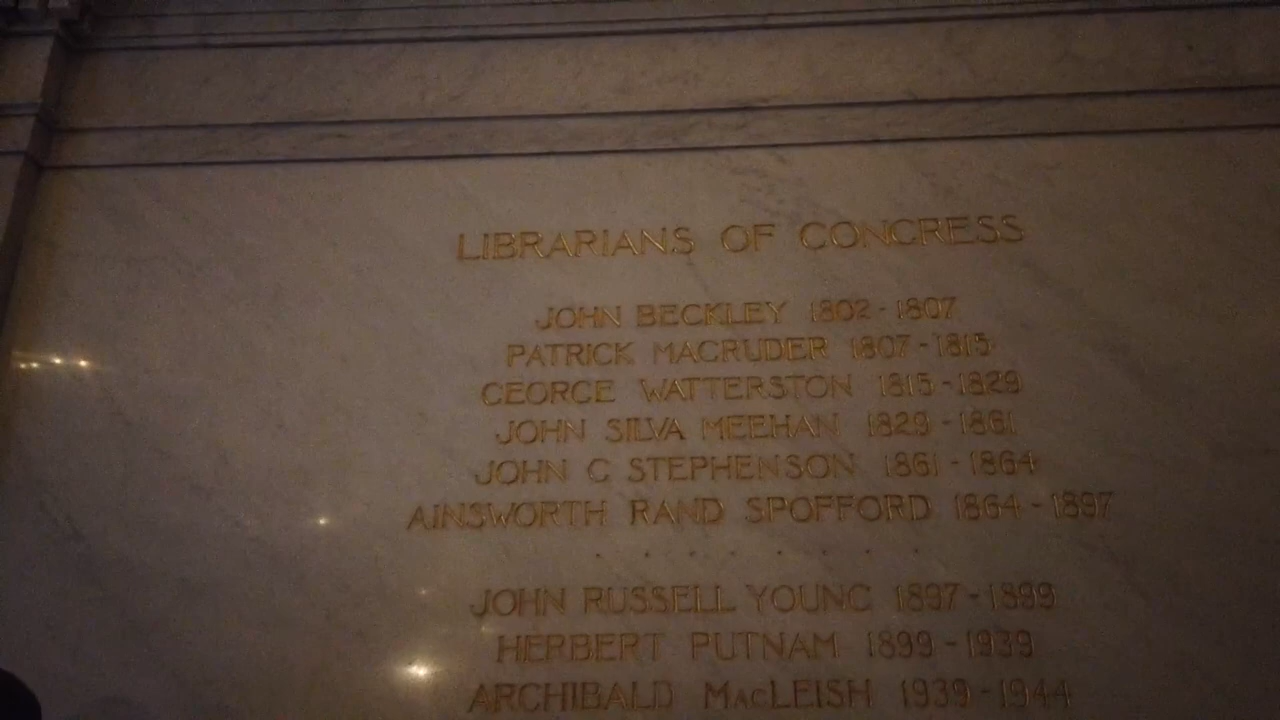 LIBRARIANS OF CONGRESS
JOHN BECKLEY 1802-1807
PATRICK MAGRUDER 1807-1815
GEORGE WATTERSTON 1815-1829
JOHN SILVA MEEHAN 1829-1861
JOHN G STEPHENSON 1861-1864
AINSWORTH RAND SPOFFORD 1864-1897
. . . . . . . .
JOHN RUSSELL YOUNG 1897-1899
HERBERT PUTNAM 1899-1939
ARCHIBALD MACLEISH 1939-1944